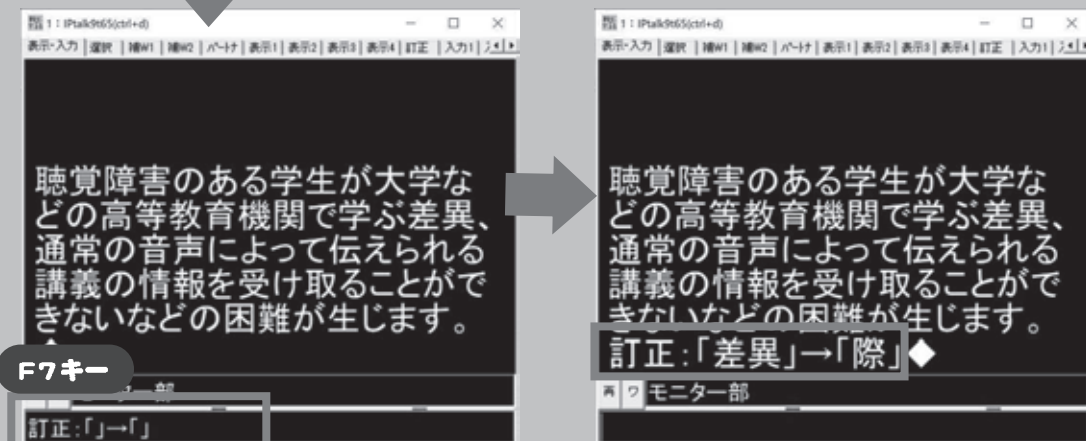 1:IPtalk9t65(ctrl+d)
表示・入力 選択 補W1 補W2 パートナ 表示1 表示2 表示3 表示4 訂正 入力1
聴覚障害のある学生が大学な
どの高等教育機関で学ぶ差異、
通常の音声によって伝えられる
講義の情報を受け取ることがで
きないなどの困難が生じます。
◆
F7キー
モニター部
訂正:「」→「」
1:IPtalk9t65(ctrl+d)
表示・入力 選択 補W1 補W2 パートナ 表示1 表示2 表示3 表示4 訂正 入力1
聴覚障害のある学生が大学な
どの高等教育機関で学ぶ差異、
通常の音声によって伝えられる
講義の情報を受け取ることがで
きないなどの困難が生じます。
訂正:「差異」→「際」◆
再 ワ モニター部